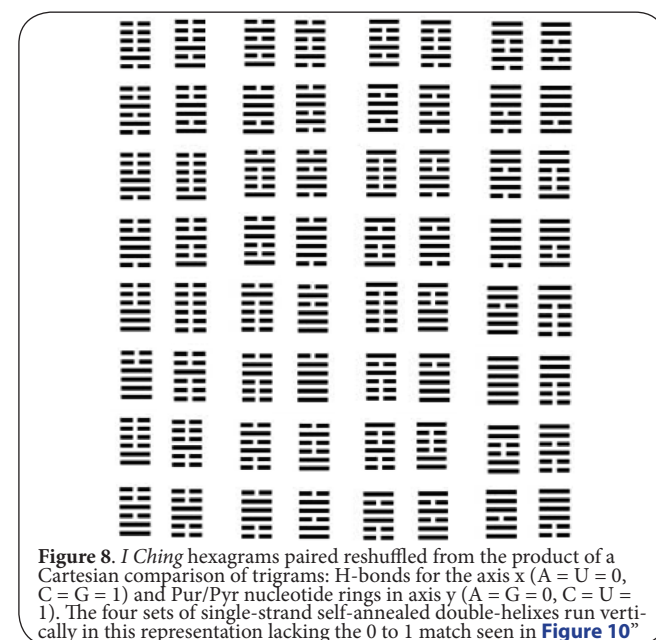 Figure 8. I Ching hexagrams paired reshuffled from the product of a
Cartesian comparison of trigrams: H-bonds for the axis x (A = U = 0,
C = G = 1) and Pur/Pyr nucleotide rings in axis y (A = G = 0, C = U =
1). The four sets of single-strand self-annealed double-helixes run verti-
cally in this representation lacking the 0 to 1 match seen in Figure 10”